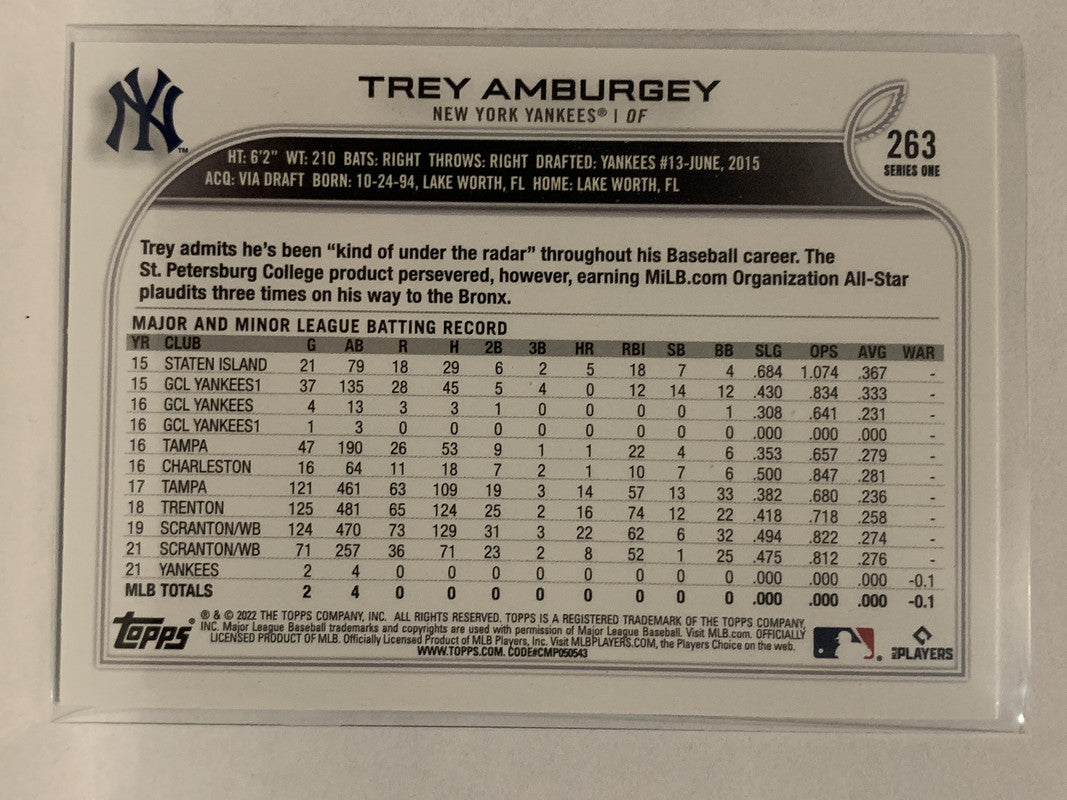 NY™
TREY AMBURGEY
NEW YORK YANKEES® | OF
263
SERIES ONE
HT: 6'2" WT: 210 BATS: RIGHT THROWS: RIGHT DRAFTED: YANKEES #13-JUNE, 2015
ACQ: VIA DRAFT BORN: 10-24-94, LAKE WORTH, FL HOME: LAKE WORTH, FL
Trey admits he's been “kind of under the radar” throughout his Baseball career. The
St. Petersburg College product persevered, however, earning MiLB.com Organization All-Star
plaudits three times on his way to the Bronx.
MAJOR AND MINOR LEAGUE BATTING RECORD
YR CLUB G AB R H 2B 3B HR RBI SB BB SLG OPS AVG WAR
15 STATEN ISLAND 21 79 18 29 6 2 5 18 7 4 .684 1.074 .367 -
15 GCL YANKEES1 37 135 28 45 5 4 0 12 14 12 .430 .834 .333 -
16 GCL YANKEES 4 13 3 3 1 0 0 0 0 1 .308 .641 .231 -
16 GCL YANKEES1 1 3 0 0 0 0 0 0 0 0 .000 .000 .000 -
16 TAMPA 47 190 26 53 9 1 1 22 4 6 .353 .657 .279 -
16 CHARLESTON 16 64 11 18 7 2 1 10 7 6 .500 .847 .281 -
17 TAMPA 121 461 63 109 19 3 14 57 13 33 .382 .680 .236 -
18 TRENTON 125 481 65 124 25 2 16 74 12 22 .418 .718 .258 -
19 SCRANTON/WB 124 470 73 129 31 3 22 62 6 32 .494 .822 .274 -
21 SCRANTON/WB 71 257 36 71 23 2 8 52 1 25 .475 .812 .276 -
21 YANKEES 2 4 0 0 0 0 0 0 0 0 .000 .000 .000 -0.1
MLB TOTALS 2 4 0 0 0 0 0 0 0 0 .000 .000 .000 -0.1
TOPPS®
® & © 2022 THE TOPPS COMPANY, INC. ALL RIGHTS RESERVED. TOPPS IS A REGISTERED TRADEMARK OF THE TOPPS COMPANY,
INC. Major League Baseball trademarks and copyrights are used with permission of Major League Baseball. Visit MLB.com. OFFICIALLY
LICENSED PRODUCT OF MLB. Officially Licensed Product of MLB Players, Inc. Visit MLBPLAYERS.COM, the Players Choice on the web.
WWW.TOPPS.COM. CODE#CMP050543
PLAYERS